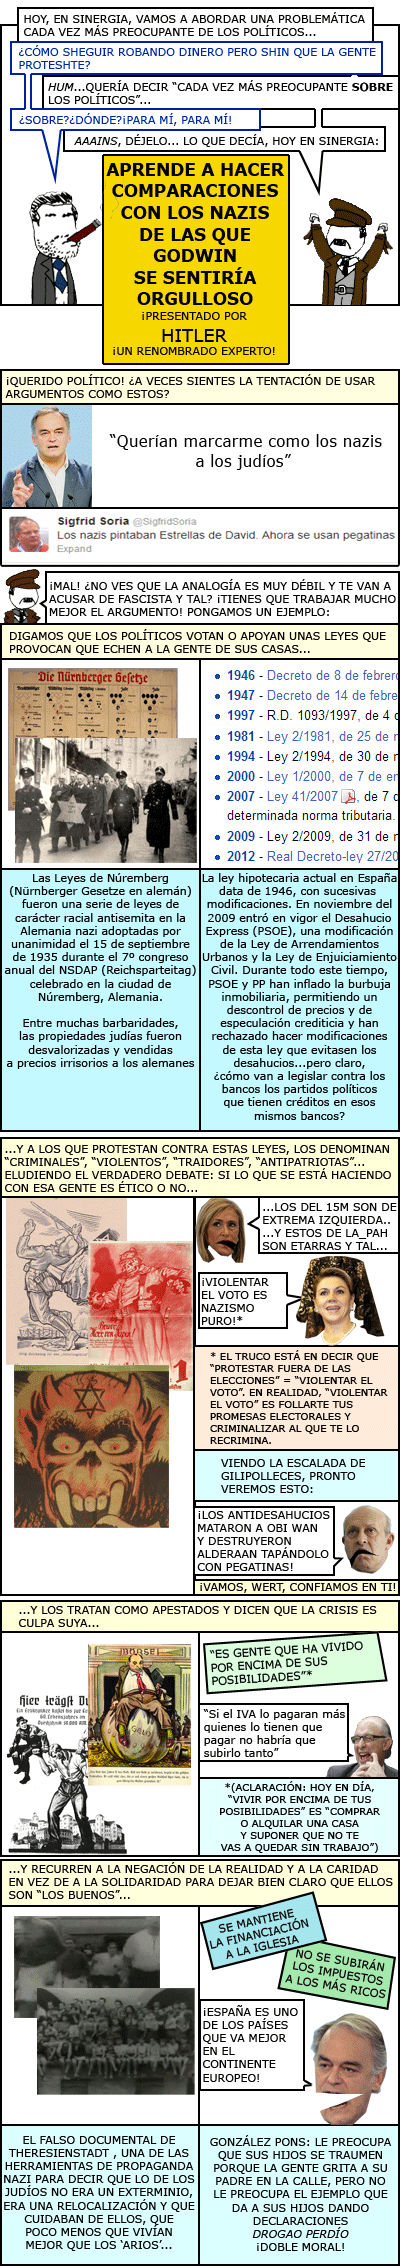 HOY, EN SINERGIA, VAMOS A ABORDAR UNA PROBLEMÁTICA
CADA VEZ MÁS PREOCUPANTE DE LOS POLÍTICOS...
¿CÓMO SHEGUIR ROBANDO DINERO PERO SHIN QUE LA GENTE
PROTESHTE?
HUM...QUERÍA DECIR “CADA VEZ MÁS PREOCUPANTE SOBRE
LOS POLÍTICOS”...
¿SOBRE?¿DÓNDE?¡PARA MÍ, PARA MÍ!
AAAINS, DÉJELO... LO QUE DECÍA, HOY EN SINERGIA:
APRENDE A HACER
COMPARACIONES
CON LOS NAZIS
DE LAS QUE
GODWIN
SE SENTIRÍA
ORGULLOSO
¡PRESENTADO POR
HITLER
¡UN RENOMBRADO EXPERTO!
¡QUERIDO POLÍTICO! ¿A VECES SIENTES LA TENTACIÓN DE USAR
ARGUMENTOS COMO ESTOS?
“Querían marcarme como los nazis
a los judíos”
Sigfrid Soria @SigfridSoria
Los nazis pintaban Estrellas de David. Ahora se usan pegatinas
Expand
¡MAL! ¿NO VES QUE LA ANALOGÍA ES MUY DÉBIL Y TE VAN A
ACUSAR DE FASCISTA Y TAL? ¡TIENES QUE TRABAJAR MUCHO
MEJOR EL ARGUMENTO! PONGAMOS UN EJEMPLO:
DIGAMOS QUE LOS POLÍTICOS VOTAN O APOYAN UNAS LEYES QUE
PROVOCAN QUE ECHEN A LA GENTE DE SUS CASAS...
Die Nürnberger Gesetze
1946 - Decreto de 8 de febrero
1947 - Decreto de 14 de febre
1997 - R.D. 1093/1997, de 4 d
1981 - Ley 2/1981, de 25 de r
1994 - Ley 2/1994, de 30 de n
2000 - Ley 1/2000, de 7 de en
2007 - Ley 41/2007 , de 7 d
determinada norma tributaria.
2009 - Ley 2/2009, de 31 de n
2012 - Real Decreto-ley 27/20
Las Leyes de Núremberg
(Nürnberger Gesetze en alemán)
fueron una serie de leyes de
carácter racial antisemita en la
Alemania nazi adoptadas por
unanimidad el 15 de septiembre
de 1935 durante el 7º congreso
anual del NSDAP (Reichsparteitag)
celebrado en la ciudad de
Núremberg, Alemania.
Entre muchas barbaridades,
las propiedades judías fueron
desvalorizadas y vendidas
a precios irrisorios a los alemanes
La ley hipotecaria actual en España
data de 1946, con sucesivas
modificaciones. En noviembre del
2009 entró en vigor el Desahucio
Express (PSOE), una modificación
de la Ley de Arrendamientos
Urbanos y la Ley de Enjuiciamiento
Civil. Durante todo este tiempo,
PSOE y PP han inflado la burbuja
inmobiliaria, permitiendo un
descontrol de precios y de
especulación crediticia y han
rechazado hacer modificaciones
de esta ley que evitasen los
desahucios...pero claro,
¿cómo van a legislar contra los
bancos los partidos políticos
que tienen créditos en esos
mismos bancos?
...Y A LOS QUE PROTESTAN CONTRA ESTAS LEYES, LOS DENOMINAN
“CRIMINALES”, “VIOLENTOS”, “TRAIDORES”, “ANTIPATRIOTAS”...
ELUDIENDO EL VERDADERO DEBATE: SI LO QUE SE ESTÁ HACIENDO
CON ESA GENTE ES ÉTICO O NO...
...LOS DEL 15M SON DE
EXTREMA IZQUIERDA..
...Y ESTOS DE LA_PAH
SON ETARRAS Y TAL...
¡VIOLENTAR
EL VOTO ES
NAZISMO
PURO!*
* EL TRUCO ESTÁ EN DECIR QUE
“PROTESTAR FUERA DE LAS
ELECCIONES” = “VIOLENTAR EL
VOTO”. EN REALIDAD, “VIOLENTAR
EL VOTO” ES FOLLARTE TUS
PROMESAS ELECTORALES Y
CRIMINALIZAR AL QUE TE LO
RECRIMINA.
VIENDO LA ESCALADA DE
GILIPOLLECES, PRONTO
VEREMOS ESTO:
¡LOS ANTIDESAHUCIOS
MATARON A OBI WAN
Y DESTRUYERON
ALDERAAN TAPÁNDOLO
CON PEGATINAS!
¡VAMOS, WERT, CONFIAMOS EN TI!
...Y LOS TRATAN COMO APESTADOS Y DICEN QUE LA CRISIS ES
CULPA SUYA...
Hier trägst Du
“ES GENTE QUE HA VIVIDO
POR ENCIMA DE SUS
POSIBILIDADES”*
“Si el IVA lo pagaran más
quienes lo tienen que
pagar no habría que
subirlo tanto”
*(ACLARACIÓN: HOY EN DÍA,
“VIVIR POR ENCIMA DE TUS
POSIBILIDADES” ES “COMPRAR
O ALQUILAR UNA CASA
Y SUPONER QUE NO TE
VAS A QUEDAR SIN TRABAJO”)
...Y RECURREN A LA NEGACIÓN DE LA REALIDAD Y A LA CARIDAD
EN VEZ DE A LA SOLIDARIDAD PARA DEJAR BIEN CLARO QUE ELLOS
SON “LOS BUENOS”...
SE MANTIENE
LA FINANCIACIÓN
A LA IGLESIA
NO SE SUBIRÁN
LOS IMPUESTOS
A LOS MÁS RICOS
¡ESPAÑA ES UNO
DE LOS PAÍSES
QUE VA MEJOR
EN EL
CONTINENTE
EUROPEO!
EL FALSO DOCUMENTAL DE
THERESIENSTADT , UNA DE LAS
HERRAMIENTAS DE PROPAGANDA
NAZI PARA DECIR QUE LO DE LOS
JUDÍOS NO ERA UN EXTERMINIO,
ERA UNA RELOCALIZACIÓN Y QUE
CUIDABAN DE ELLOS, QUE
POCO MENOS QUE VIVÍAN
MEJOR QUE LOS ‘ARIOS’...
GONZÁLEZ PONS: LE PREOCUPA
QUE SUS HIJOS SE TRAUMEN
PORQUE LA GENTE GRITA A SU
PADRE EN LA CALLE, PERO NO
LE PREOCUPA EL EJEMPLO QUE
DA A SUS HIJOS DANDO
DECLARACIONES
DROGAO PERDÍO
¡DOBLE MORAL!